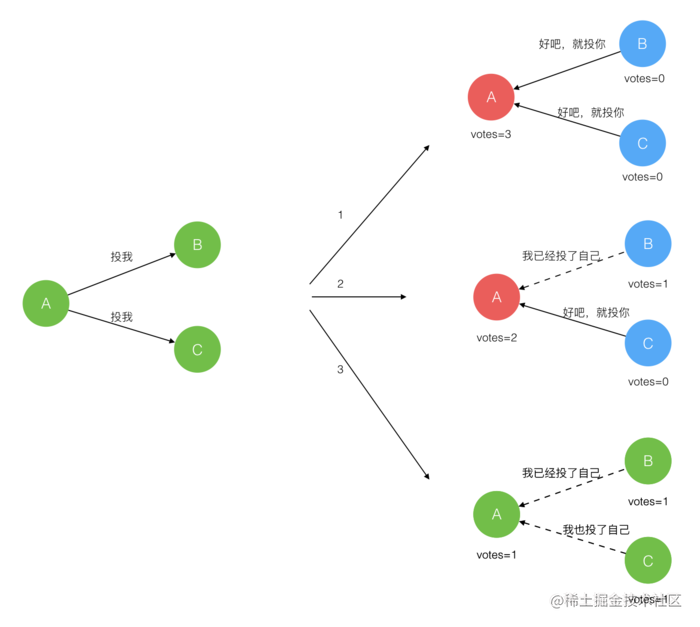 A
投我
B
投我
C
1
2
3
好吧，就投你
B
votes=0
A
votes=3
好吧，就投你
C
votes=0
我已经投了自己
B
votes=1
A
votes=2
好吧，就投你
C
votes=0
我已经投了自己
B
votes=1
A
votes=1
我也投了自己
C
votes=1
@稀土掘金技术社区